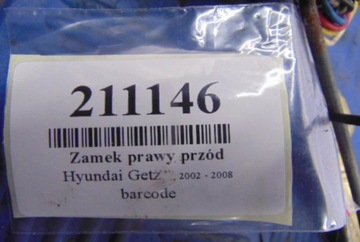 211146
Zamek prawy przód
Hyundai Getz , 2002 - 2008
barcode